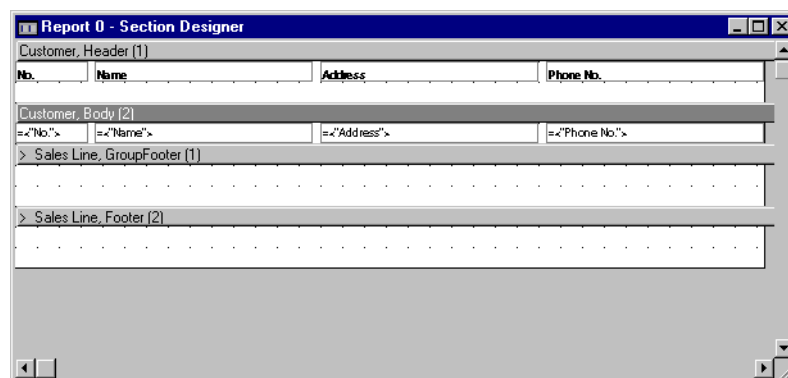 Report 0 - Section Designer
Customer, Header (1)
No. Name Address Phone No.
Customer, Body (2)
=<"No."> =<"Name"> =<"Address"> =<"Phone No.">
> Sales Line, GroupFooter (1)
> Sales Line, Footer (2)